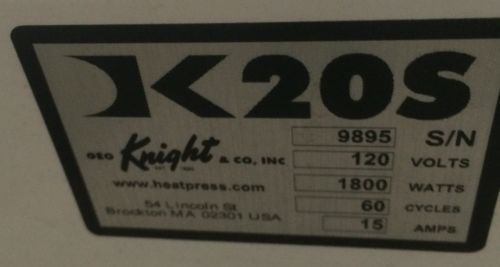 K20S
9895 S/N
GEO Knight & CO, INC
120 VOLTS
www.heatpress.com
1800 WATTS
54 Lincoln St
60 CYCLES
Brockton MA 02301 USA
15 AMPS